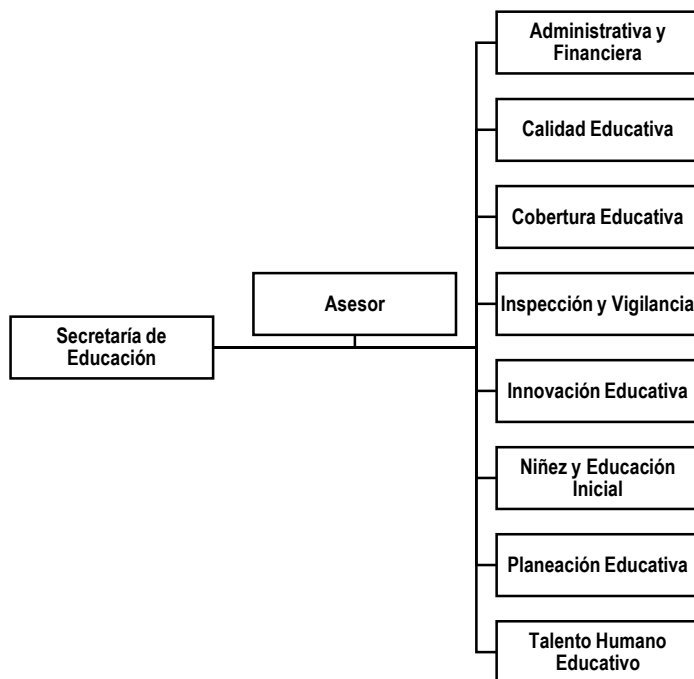 Administrativa y
Financiera
Calidad Educativa
Cobertura Educativa
Asesor
Inspección y Vigilancia
Secretaría de
Educación
Innovación Educativa
Niñez y Educación
Inicial
Planeación Educativa
Talento Humano
Educativo